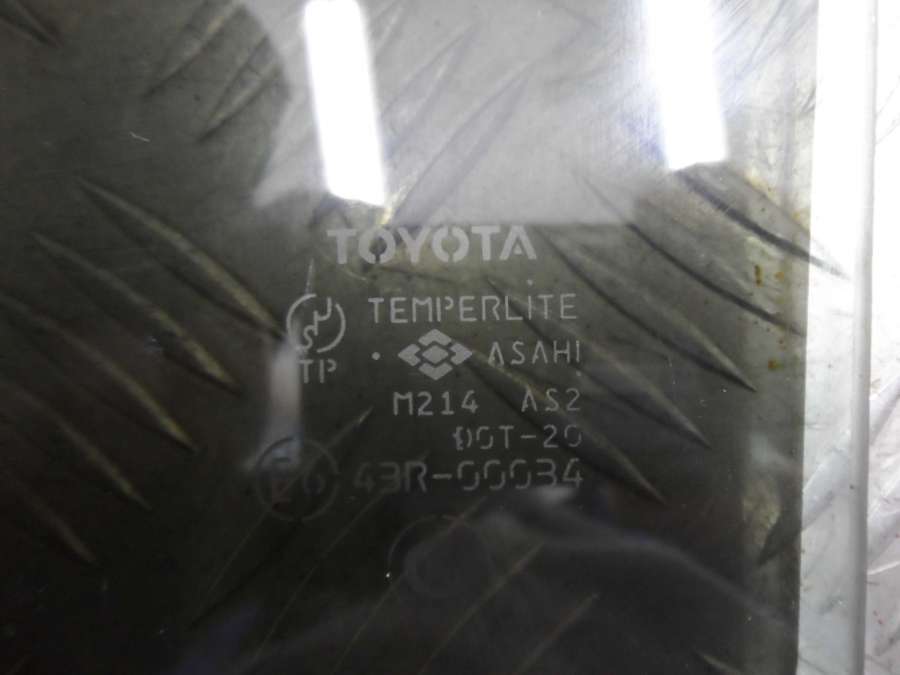 TOYOTA
TEMPERLITE
TP
ASAHI
M214 AS2
DOT-20
43R-00034